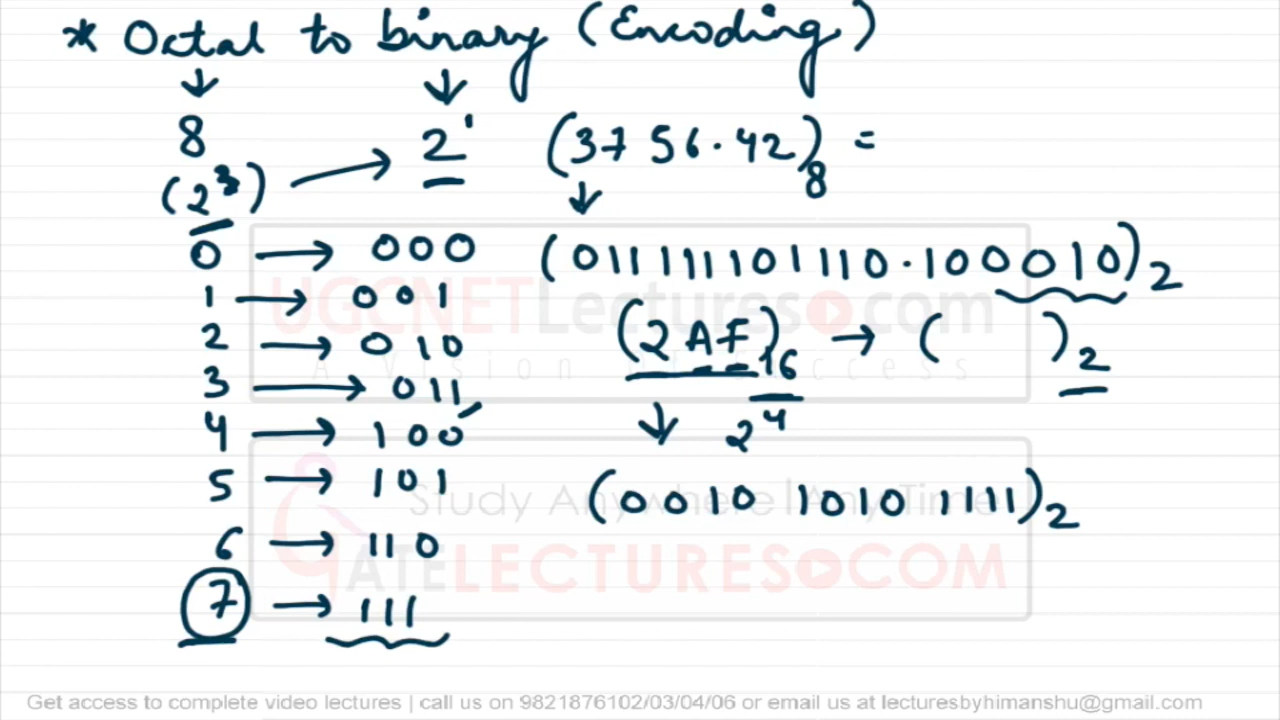 * Octal to binary (Encoding)
↓ ↓
8 2¹ (3756.42)₈ =
(2³) → ↓
0 → 000 (011111101110.100010)₂
1 → 001
UGCNETLectures.com
2 → 010 (2AF)₁₆ → ( )₂
A Vision of Success
3 → 011
4 → 100 ↓ 2⁴
5 → 101 (0010 1010 1111)₂
Study Anywhere|AnyTime
6 → 110
GATELECTURES.COM
7 → 111
Get access to complete video lectures | call us on 9821876102/03/04/06 or email us at lecturesbyhimanshu@gmail.com